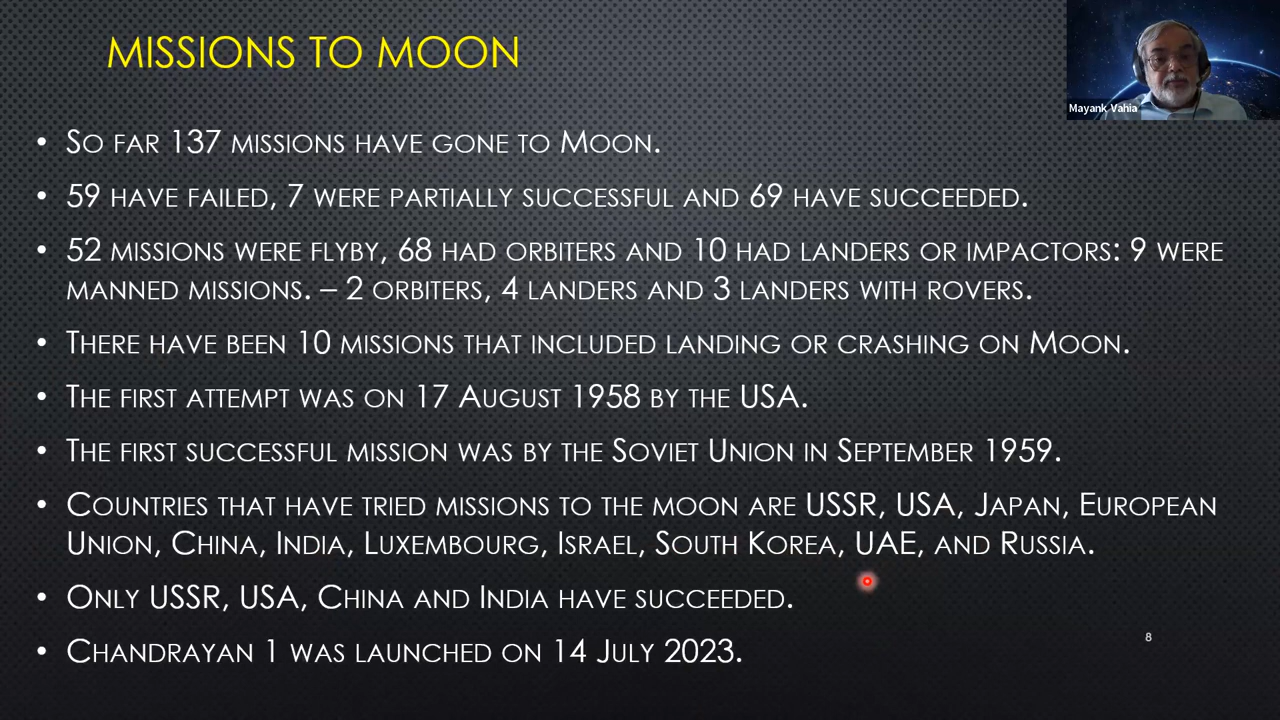 MISSIONS TO MOON
Mayank Vahia
• SO FAR 137 MISSIONS HAVE GONE TO MOON.
• 59 HAVE FAILED, 7 WERE PARTIALLY SUCCESSFUL AND 69 HAVE SUCCEEDED.
• 52 MISSIONS WERE FLYBY, 68 HAD ORBITERS AND 10 HAD LANDERS OR IMPACTORS: 9 WERE
MANNED MISSIONS. – 2 ORBITERS, 4 LANDERS AND 3 LANDERS WITH ROVERS.
• THERE HAVE BEEN 10 MISSIONS THAT INCLUDED LANDING OR CRASHING ON MOON.
• THE FIRST ATTEMPT WAS ON 17 AUGUST 1958 BY THE USA.
• THE FIRST SUCCESSFUL MISSION WAS BY THE SOVIET UNION IN SEPTEMBER 1959.
• COUNTRIES THAT HAVE TRIED MISSIONS TO THE MOON ARE USSR, USA, JAPAN, EUROPEAN
UNION, CHINA, INDIA, LUXEMBOURG, ISRAEL, SOUTH KOREA, UAE, AND RUSSIA.
• ONLY USSR, USA, CHINA AND INDIA HAVE SUCCEEDED.
• CHANDRAYAN 1 WAS LAUNCHED ON 14 JULY 2023.
8